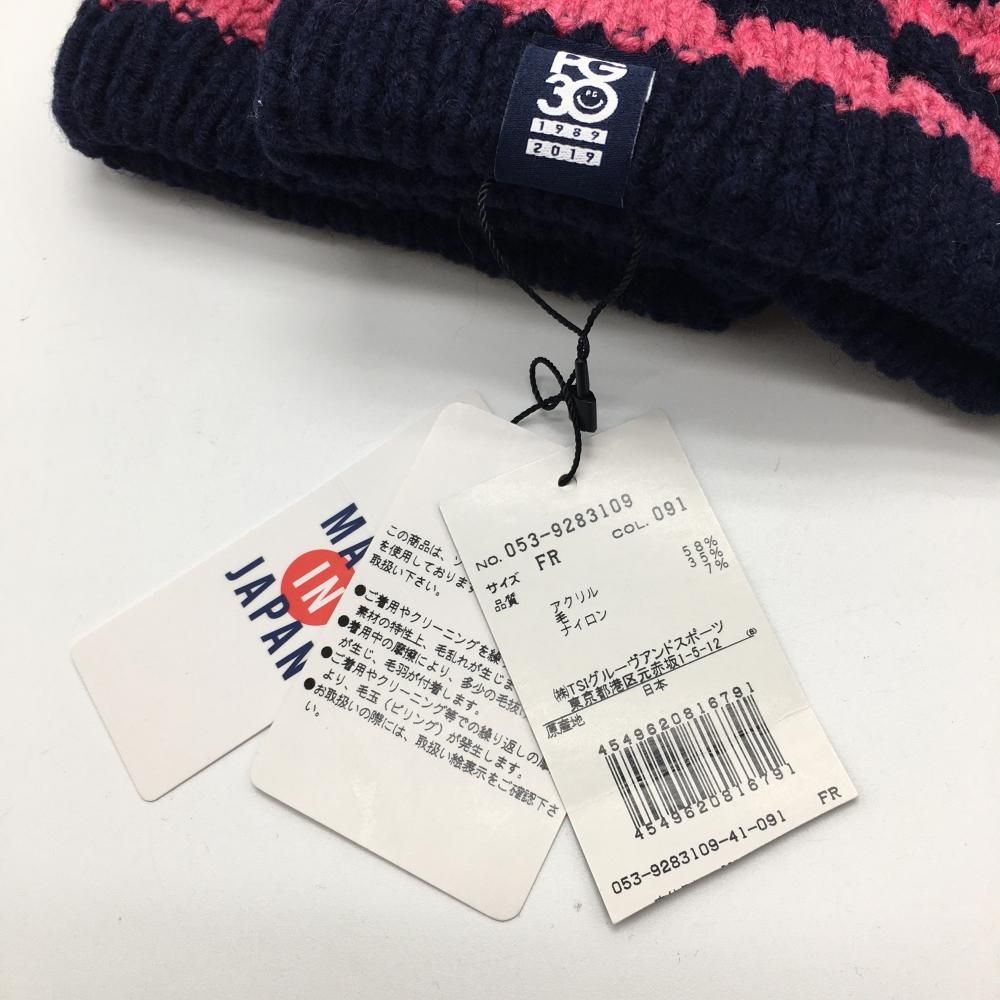 PG
30
PG
1989
2019
MA
IN
JAPAN
この商品は、
を使用しております
取扱い下さい。
●ご着用やクリーニングを
素材の特性上、毛乱れが生じま
●着用中の摩擦により、多少の毛抜け
が生じ、毛羽が付着します。
●ご着用やクリーニング等での繰り返しの摩
より、毛玉（ピリング）が発生します。
●お取扱いの際には、取扱い絵表示をご確認下さ
い。
NO. 053-9283109
COL. 091
サイズ FR
品質
アクリル 58%
毛 35%
ナイロン 7%
㈱TSIグルーヴアンドスポーツ
東京都港区元赤坂1-5-12 (8)
原産地 日本
4549620816791
4549620816791
FR
053-9283109-41-091